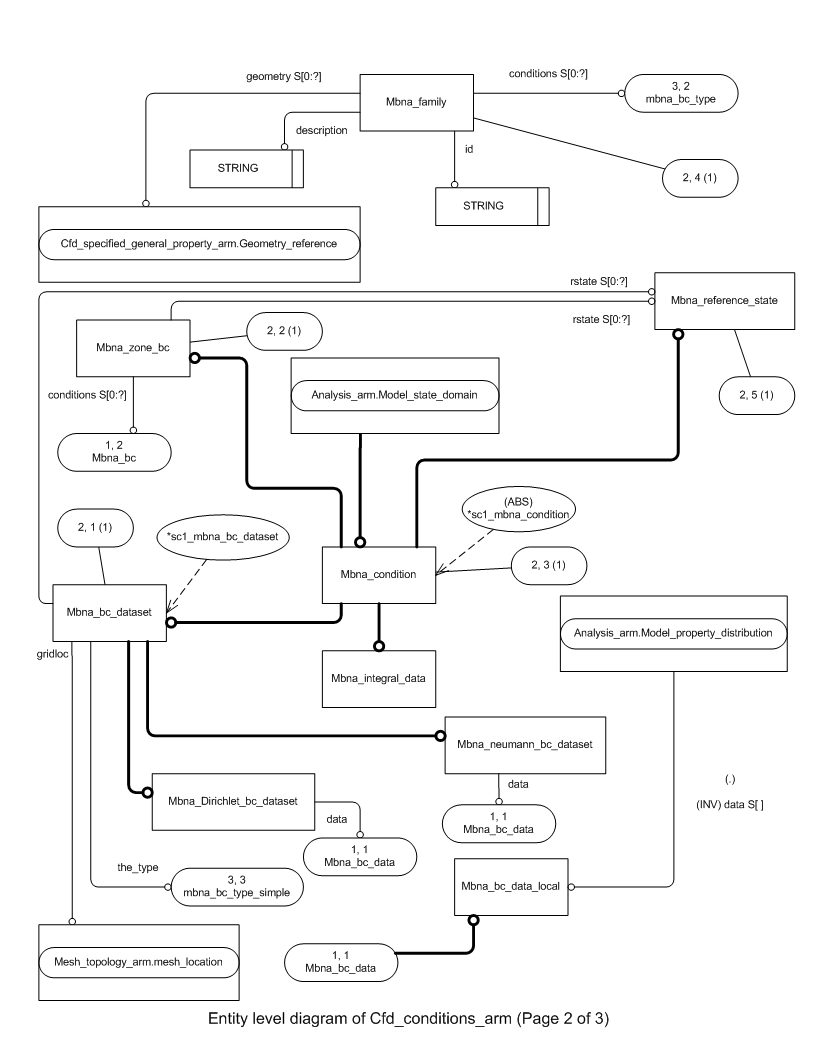 geometry S[0:?]
conditions S[0:?]
3, 2
mbna_bc_type
Mbna_family
description
id
STRING
2, 4 (1)
STRING
Cfd_specified_general_property_arm.Geometry_reference
rstate S[0:?]
Mbna_reference_state
rstate S[0:?]
2, 2 (1)
Mbna_zone_bc
conditions S[0:?]
Analysis_arm.Model_state_domain
2, 5 (1)
1, 2
Mbna_bc
(ABS)
*sc1_mbna_condition
2, 1 (1)
*sc1_mbna_bc_dataset
2, 3 (1)
Mbna_condition
Mbna_bc_dataset
Analysis_arm.Model_property_distribution
gridloc
Mbna_integral_data
Mbna_neumann_bc_dataset
(.)
(INV) data S[ ]
data
Mbna_Dirichlet_bc_dataset
data
1, 1
Mbna_bc_data
1, 1
Mbna_bc_data
the_type
3, 3
mbna_bc_type_simple
Mbna_bc_data_local
Mesh_topology_arm.mesh_location
1, 1
Mbna_bc_data
Entity level diagram of Cfd_conditions_arm (Page 2 of 3)